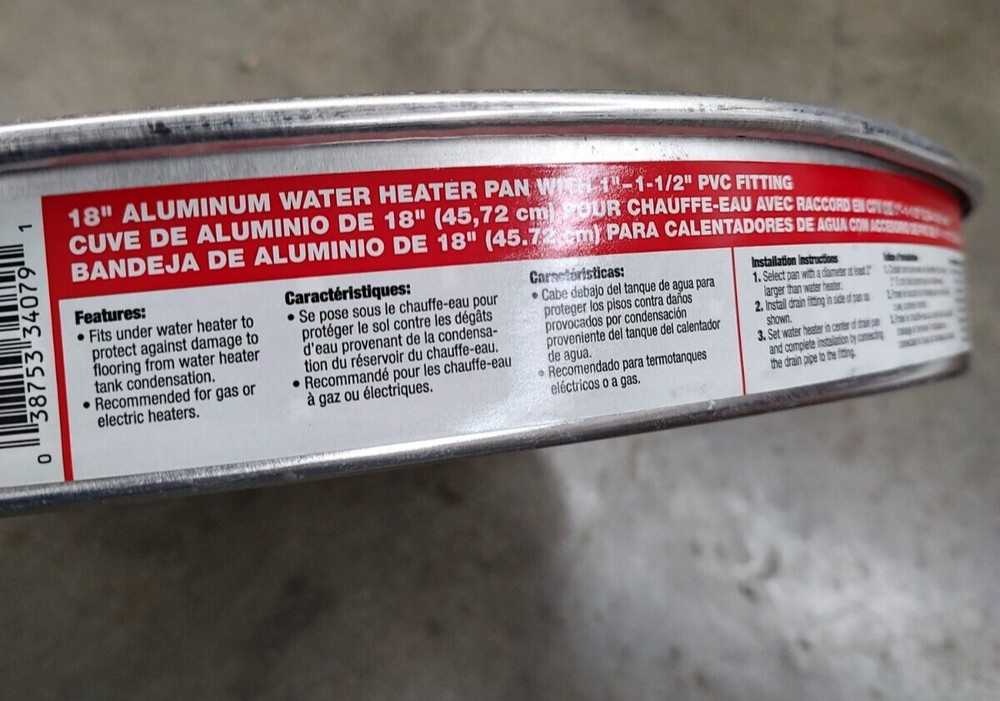 18" ALUMINUM WATER HEATER PAN WITH 1"-1-1/2" PVC FITTING
CUVE DE ALUMINIO DE 18" (45,72 cm) POUR CHAUFFE-EAU AVEC RACCORD EN
BANDEJA DE ALUMINIO DE 18" (45.72 cm) PARA CALENTADORES DE AGUA CON
0 38753 34079 1
Features:
• Fits under water heater to
protect against damage to
flooring from water heater
tank condensation.
• Recommended for gas or
electric heaters.
Caractéristiques:
• Se pose sous le chauffe-eau pour
protéger le sol contre les dégâts
d'eau provenant de la condensa-
tion du réservoir du chauffe-eau.
• Recommandé pour les chauffe-eau
à gaz ou électriques.
Características:
• Cabe debajo del tanque de agua para
proteger los pisos contra daños
provocados por condensación
proveniente del tanque del calentador
de agua.
• Recomendado para termotanques
eléctricos o a gas.
Installation Instructions
1. Select pan with a diameter at least 2"
larger than water heater.
2. Install drain fitting in side of pan as
shown.
3. Set water heater in center of drain pan
and complete installation by connecting
the drain pipe to the fitting.